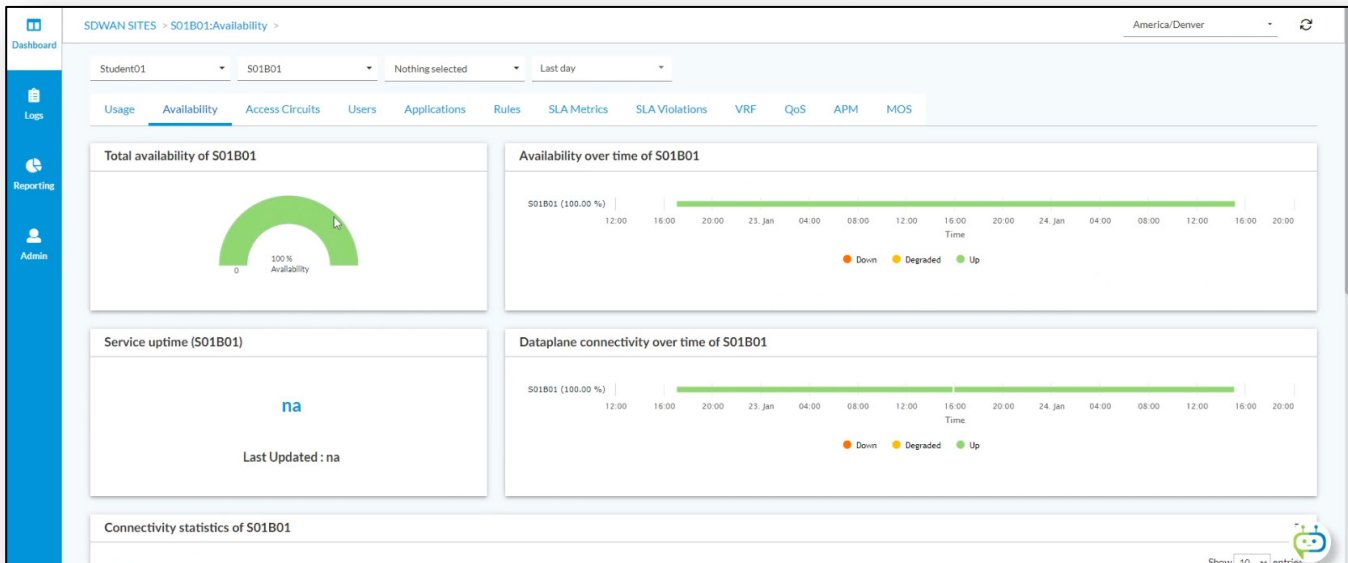 SDWAN SITES > S01B01:Availability >
America/Denver
Dashboard
Logs
Reporting
Admin
Student01
S01B01
Nothing selected
Last day
Usage Availability Access Circuits Users Applications Rules SLA Metrics SLA Violations VRF QoS APM MOS
Total availability of S01B01
0
100 %
Availability
Availability over time of S01B01
S01B01 (100.00 %)
12:00 16:00 20:00 23. Jan 04:00 08:00 12:00 16:00 20:00 24. Jan 04:00 08:00 12:00 16:00 20:00
Time
Down Degraded Up
Service uptime (S01B01)
na
Last Updated : na
Dataplane connectivity over time of S01B01
S01B01 (100.00 %)
12:00 16:00 20:00 23. Jan 04:00 08:00 12:00 16:00 20:00 24. Jan 04:00 08:00 12:00 16:00 20:00
Time
Down Degraded Up
Connectivity statistics of S01B01
Show 10 entries